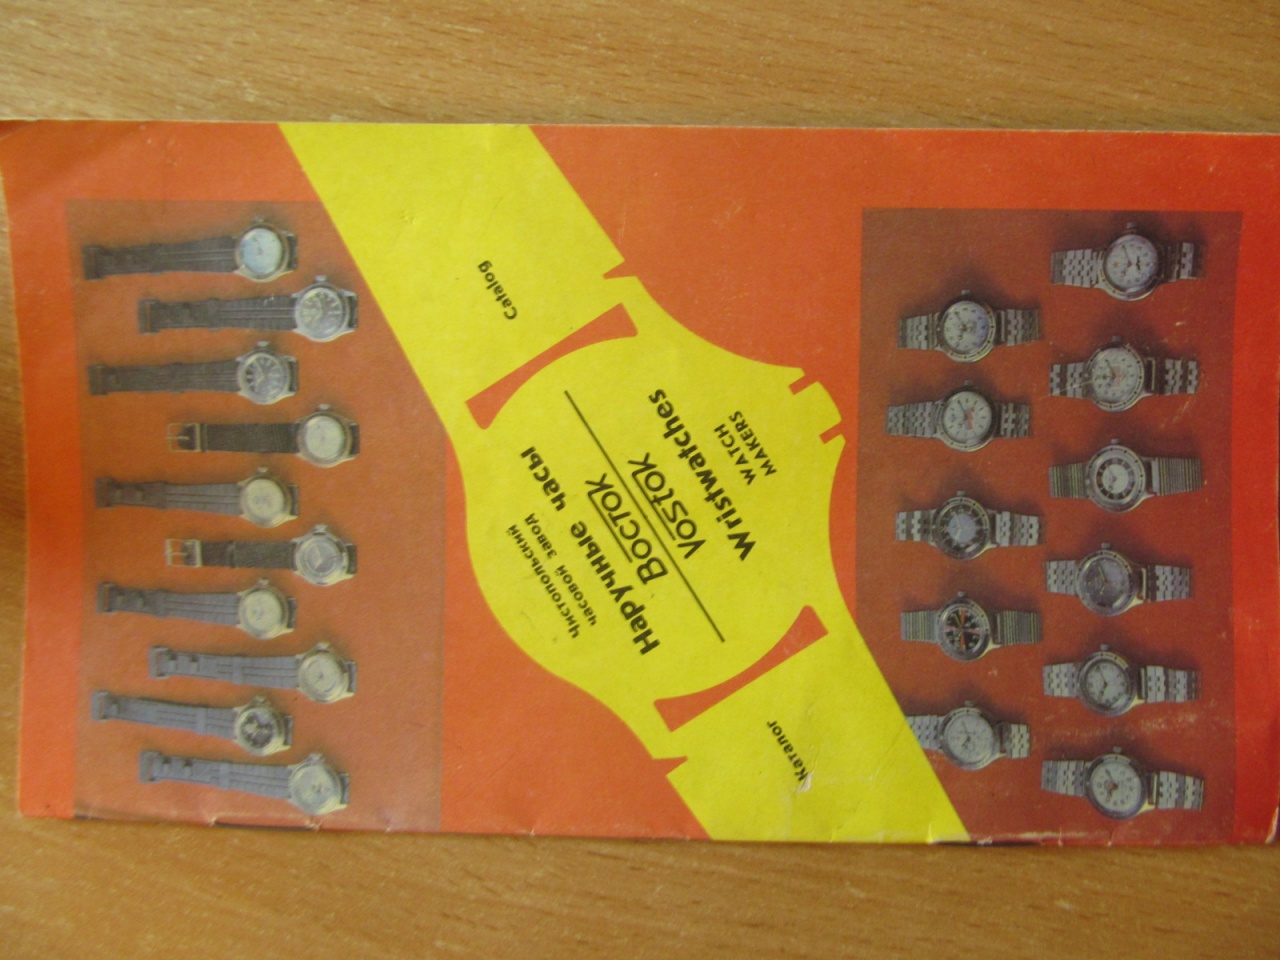 Каталог
Catalog
Чистопольский
часовой завод
Наручные часы
Восток
Vostok
Wristwatches
WATCH
MAKERS